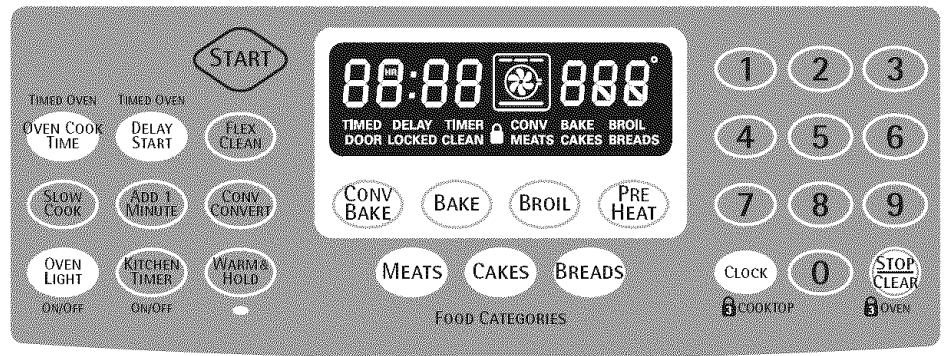 START
88:88 888°
HR
TIMED DELAY TIMER CONV BAKE BROIL
DOOR LOCKED CLEAN MEATS CAKES BREADS
TIMED OVEN TIMED OVEN
OVEN COOK
TIME
DELAY
START
FLEX
CLEAN
SLOW
COOK
ADD 1
MINUTE
CONV
CONVERT
OVEN
LIGHT
KITCHEN
TIMER
WARM&
HOLD
ON/OFF ON/OFF
CONV
BAKE
BAKE
BROIL
PRE
HEAT
MEATS CAKES BREADS
FOOD CATEGORIES
1 2 3
4 5 6
7 8 9
CLOCK 0
STOP
CLEAR
3 COOKTOP
3 OVEN